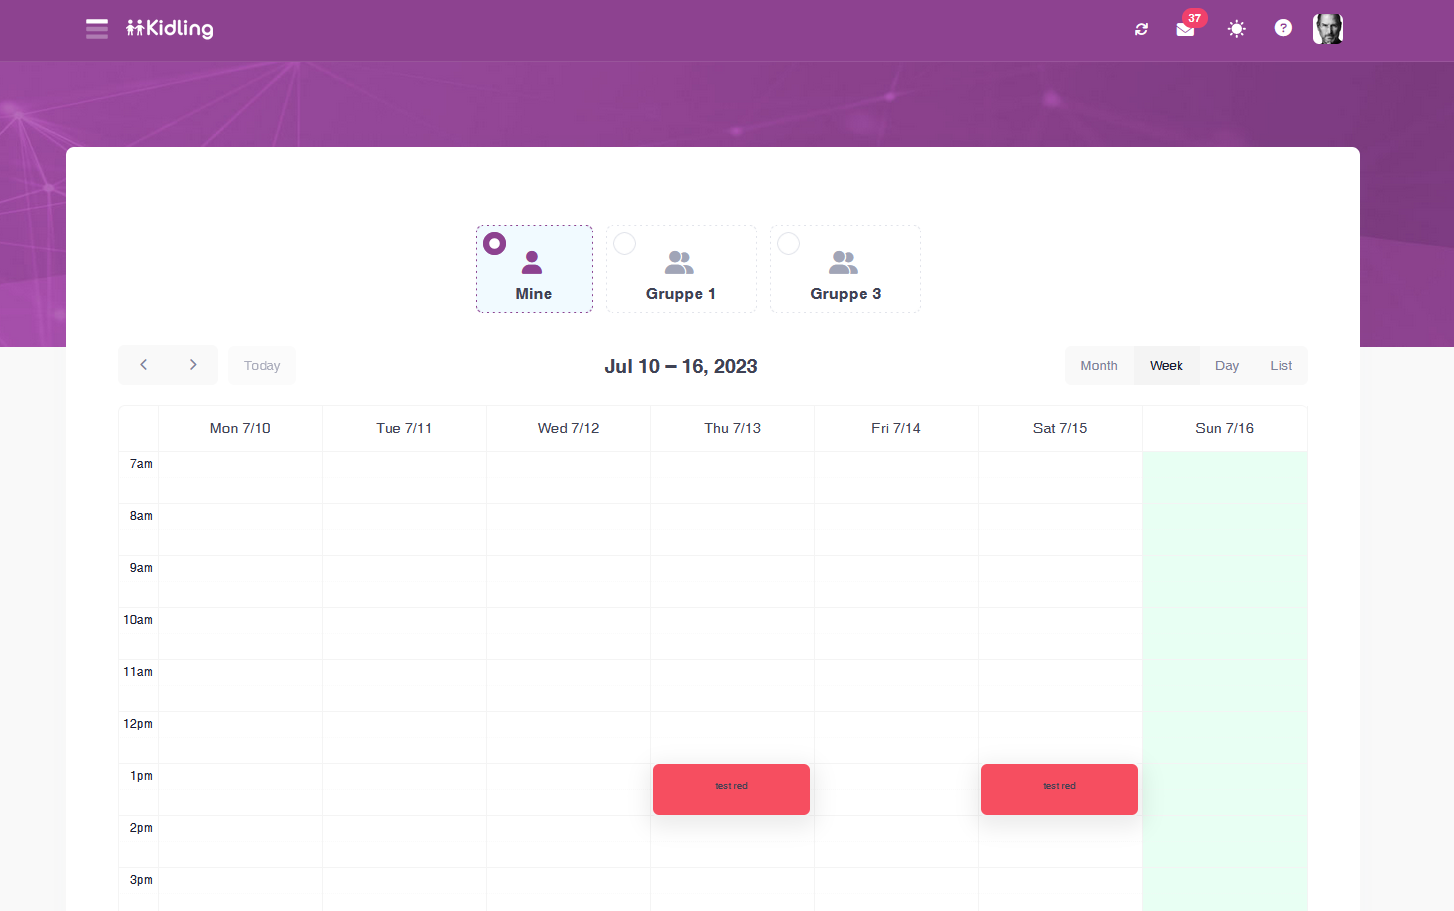 Kidling
37
?
Mine
Gruppe 1
Gruppe 3
Today
Jul 10 – 16, 2023
Month
Week
Day
List
Mon 7/10
Tue 7/11
Wed 7/12
Thu 7/13
Fri 7/14
Sat 7/15
Sun 7/16
7am
8am
9am
10am
11am
12pm
1pm
test red
test red
2pm
3pm